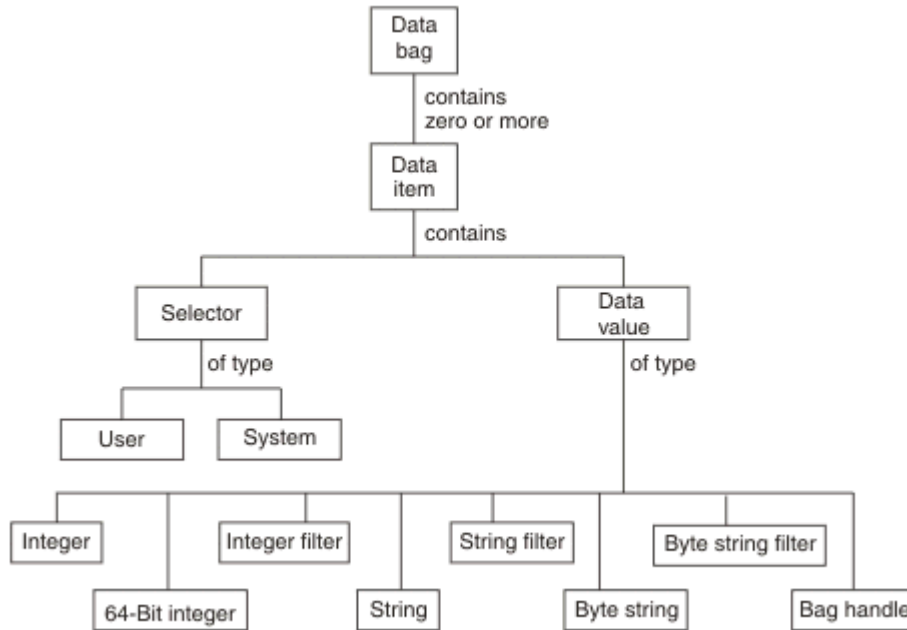 Data
bag
contains
zero or more
Data
item
contains
Selector
Data
value
of type
of type
User
System
Integer
Integer filter
String filter
Byte string filter
64-Bit integer
String
Byte string
Bag handle